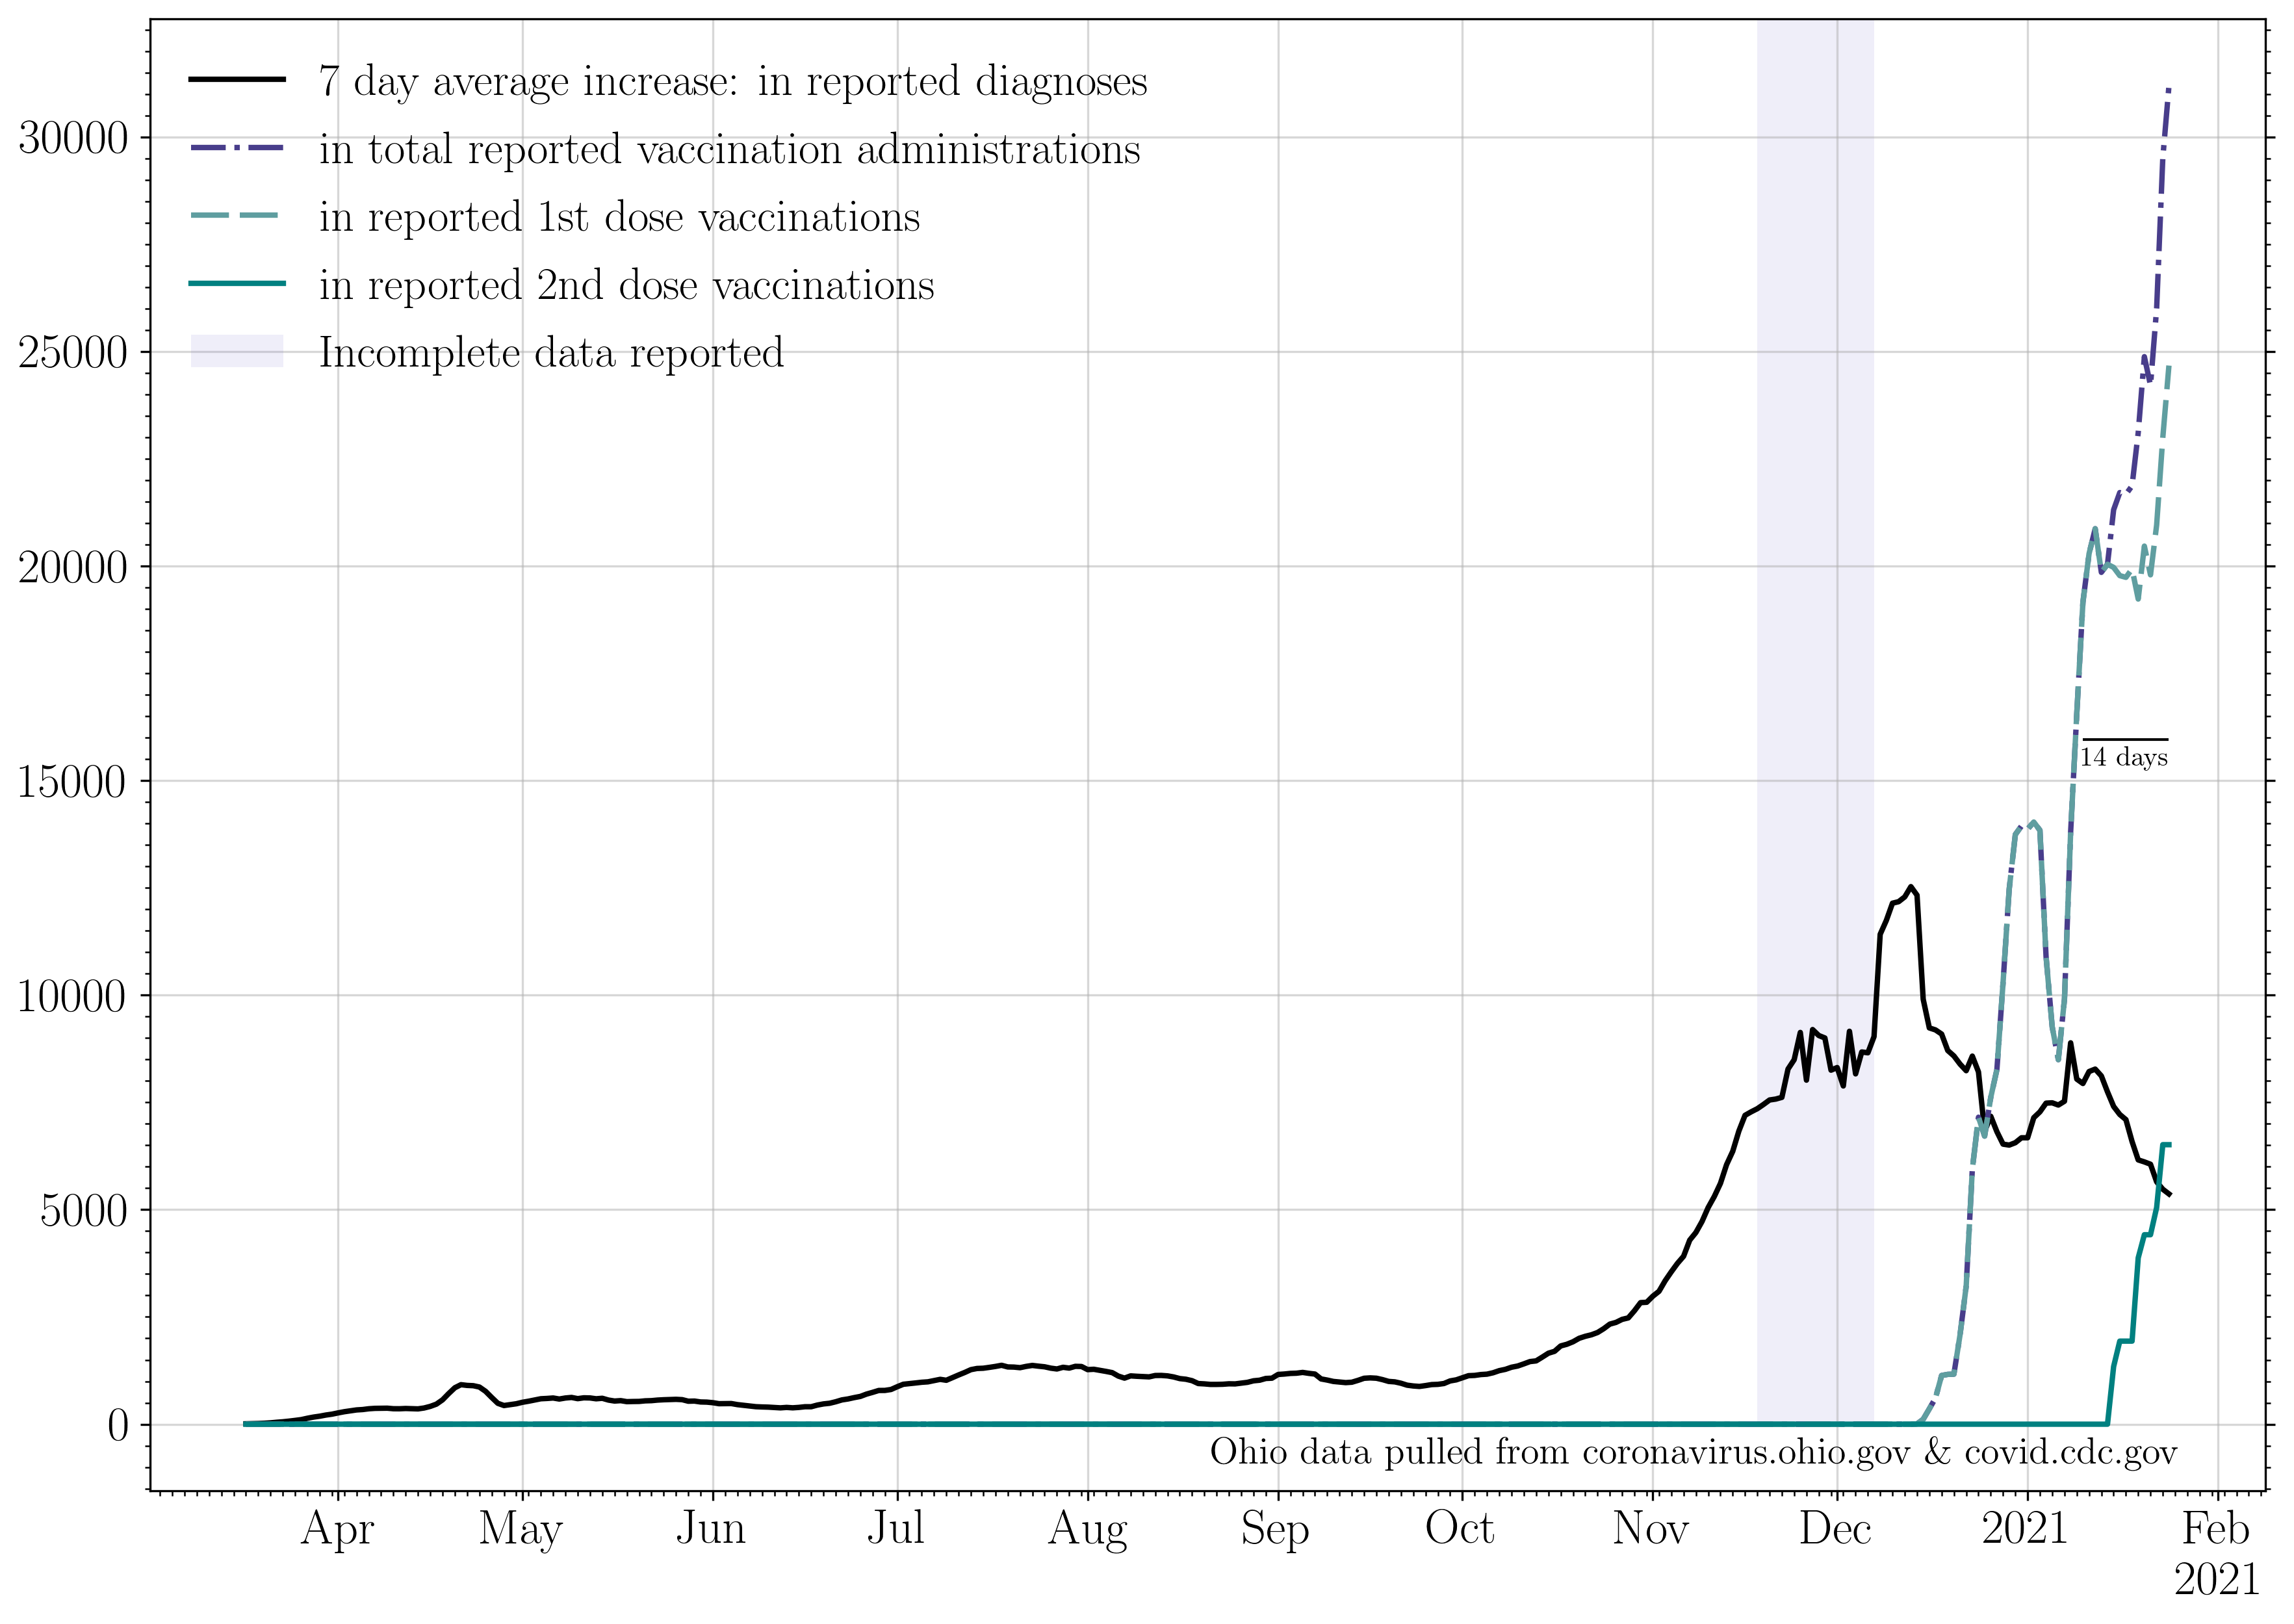 7 day average increase: in reported diagnoses
in total reported vaccination administrations
in reported 1st dose vaccinations
in reported 2nd dose vaccinations
Incomplete data reported
30000
25000
20000
15000
10000
5000
0
14 days
Ohio data pulled from coronavirus.ohio.gov & covid.cdc.gov
Apr May Jun Jul Aug Sep Oct Nov Dec 2021 Feb
2021